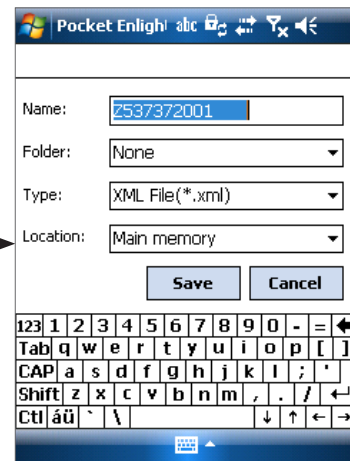 Pocket Enligh abc
Name: Z537372001
Folder: None
Type: XML File(*.xml)
Location: Main memory
Save Cancel
123 1 2 3 4 5 6 7 8 9 0 - =
Tab q w e r t y u i o p [ ]
CAP a s d f g h j k l ; '
Shift z x c v b n m , . /
Ctl áü ` \